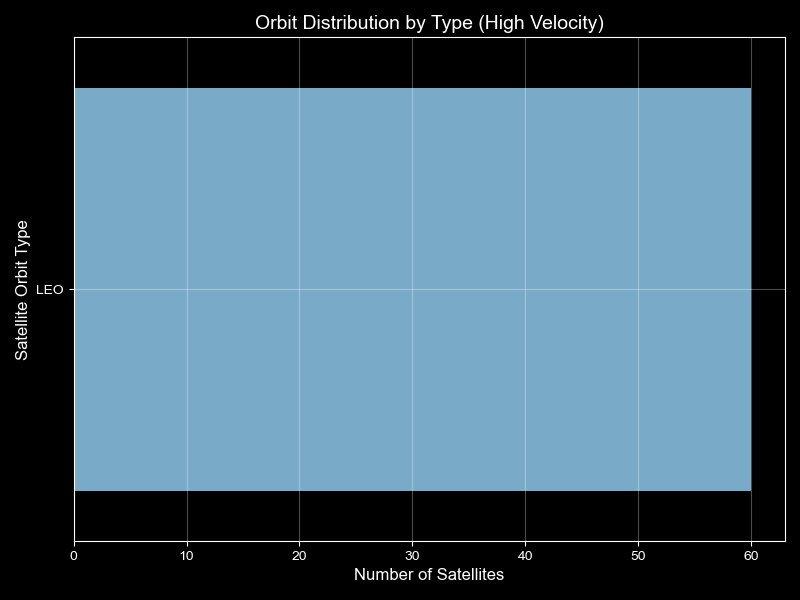 Orbit Distribution by Type (High Velocity)
Satellite Orbit Type
LEO
0 10 20 30 40 50 60
Number of Satellites